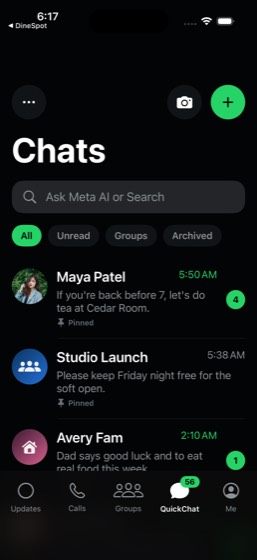 6:17
◀ DineSpot
Chats
Ask Meta AI or Search
All Unread Groups Archived
Maya Patel 5:50 AM
If you're back before 7, let's do
tea at Cedar Room. 4
Pinned
Studio Launch 5:38 AM
Please keep Friday night free for the
soft open.
Pinned
Avery Fam 2:10 AM
Dad says good luck and to eat 1
real food this week
56
Updates Calls Groups QuickChat Me